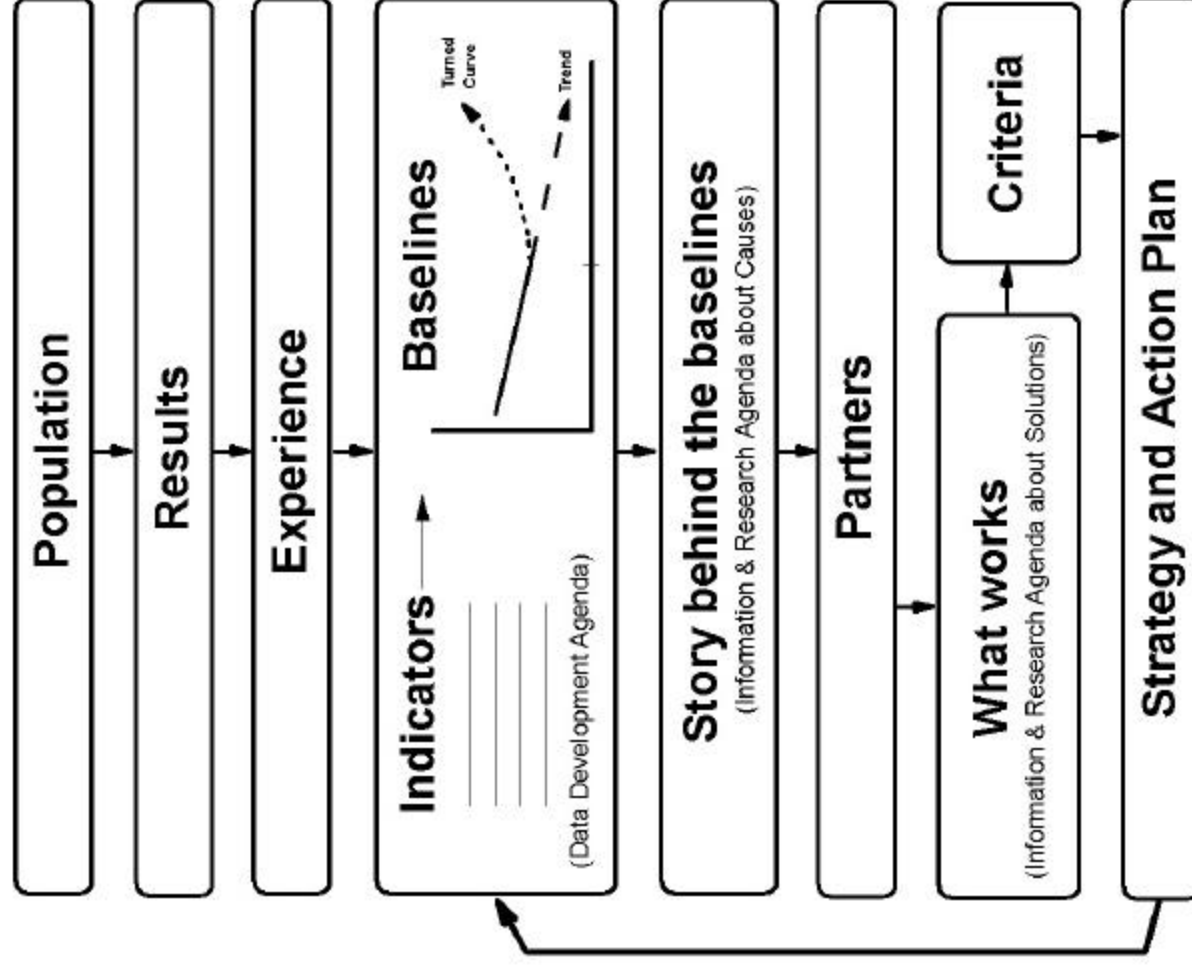 Population
Results
Experience
Indicators
(Data Development Agenda)
Baselines
Turned
Curve
Trend
Story behind the baselines
(Information & Research Agenda about Causes)
Partners
What works
(Information & Research Agenda about Solutions)
Criteria
Strategy and Action Plan